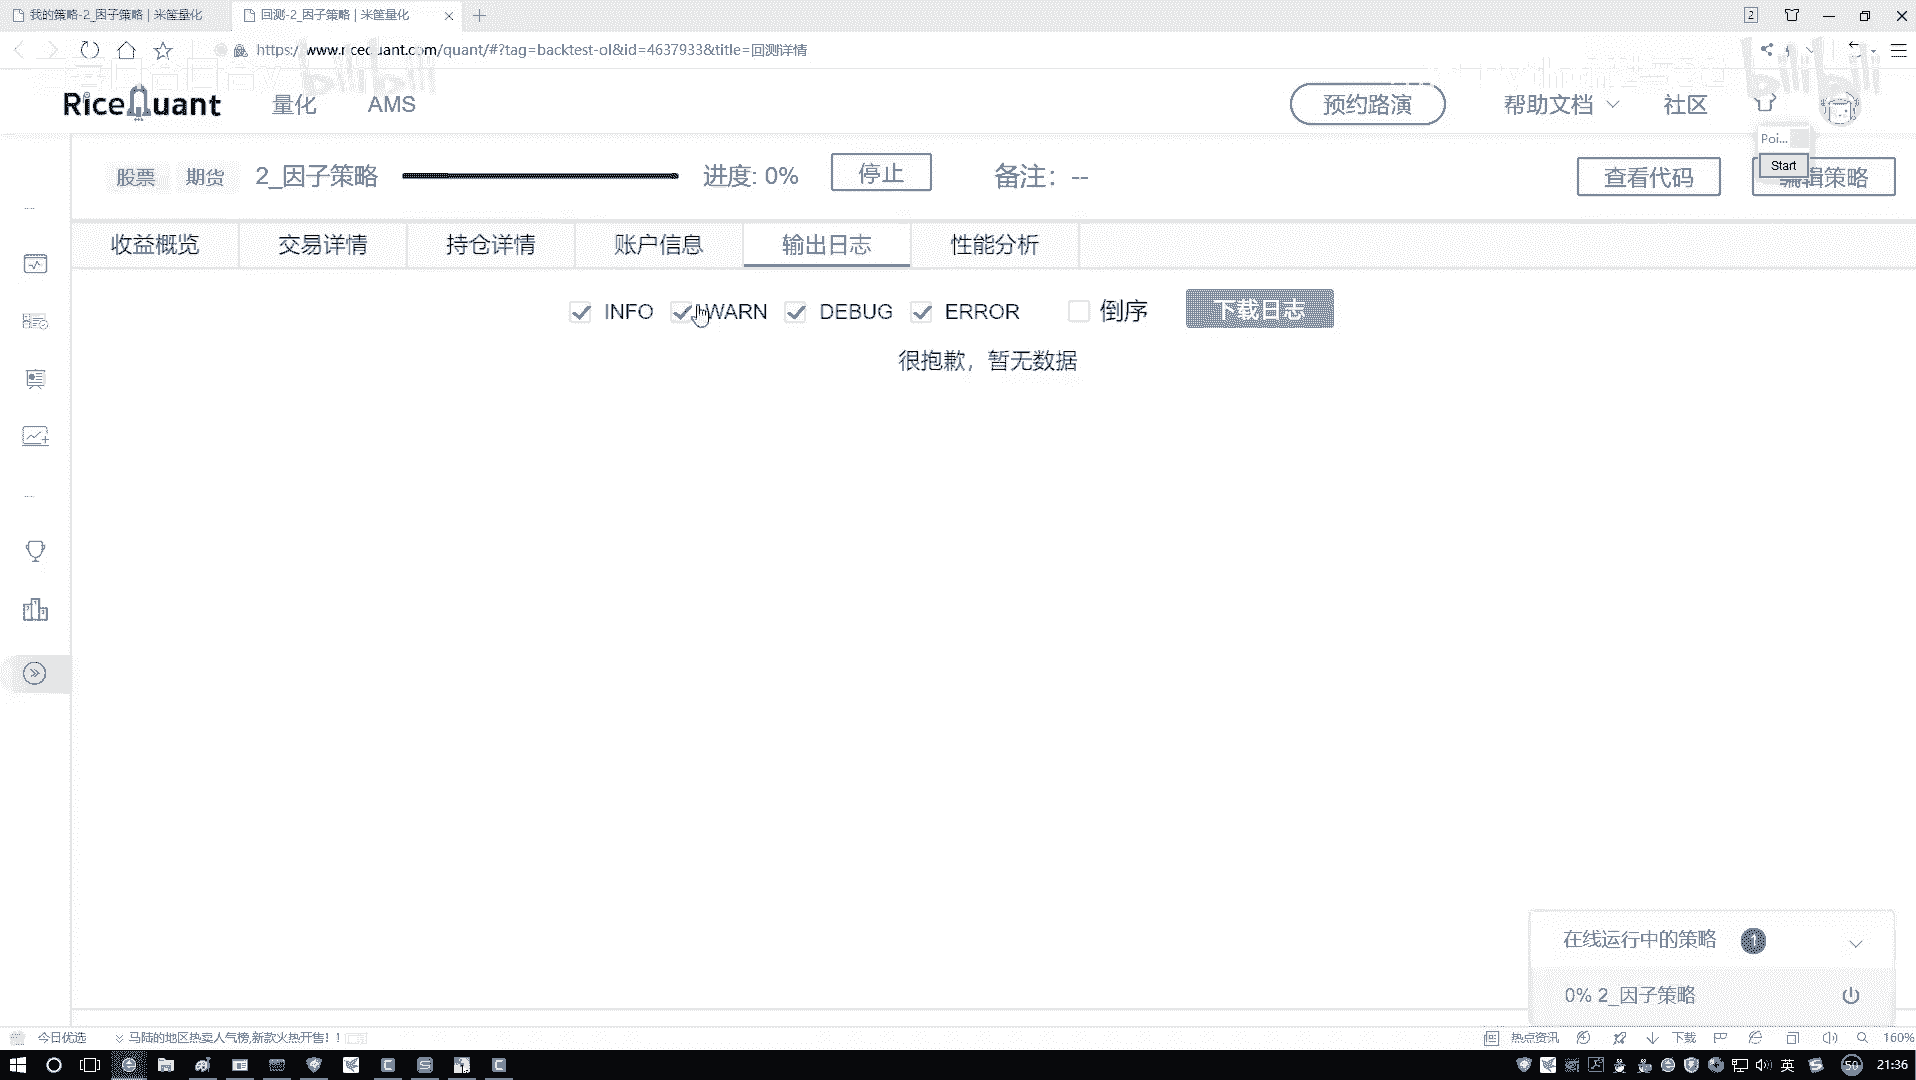 我的策略-2_因子策略 | 米筐量化
回测-2_因子策略 | 米筐量化
2
https://www.ricequant.com/quant/#?tag=backtest-ol&id=4637933&title=回测详情
bilibili
bilibili
RiceQuant
量化
AMS
预约路演
帮助文档
社区
Poi...
Start
股票
期货
2_因子策略
进度: 0%
停止
备注：--
查看代码
编辑策略
收益概览
交易详情
持仓详情
账户信息
输出日志
性能分析
INFO
WARN
DEBUG
ERROR
倒序
下载日志
很抱歉，暂无数据
在线运行中的策略
1
0% 2_因子策略
今日优选
马陆的地区热卖人气榜,新款火热开售！！
热点资讯
下载
160%
英
50
21:36